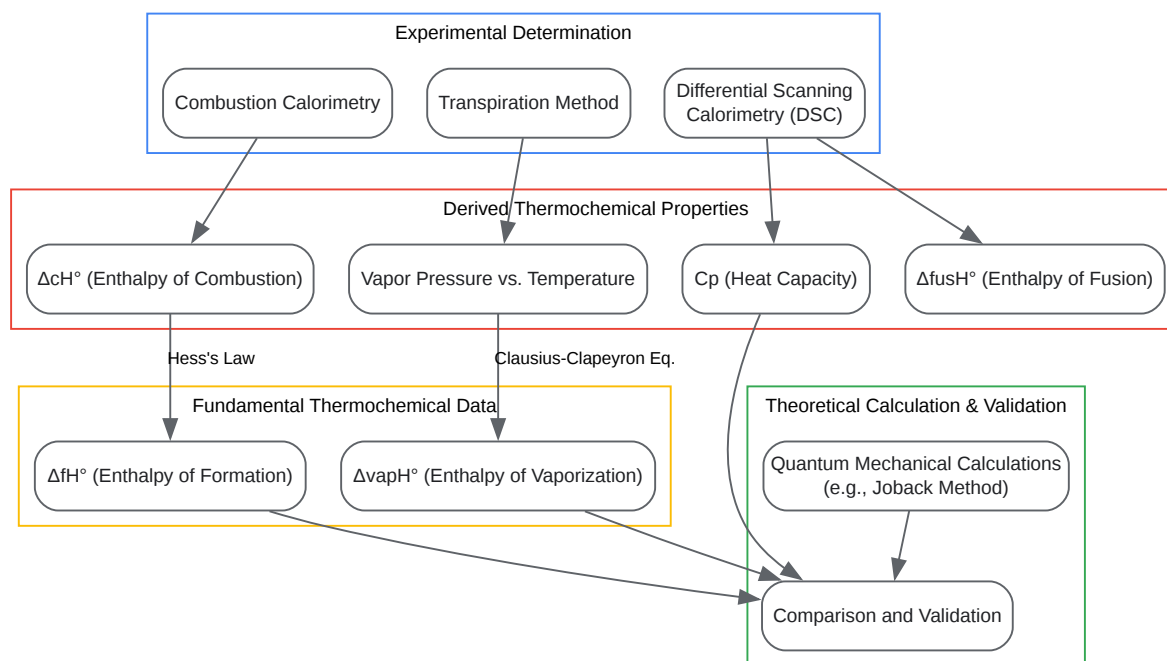 Experimental Determination
Combustion Calorimetry
Transpiration Method
Differential Scanning
Calorimetry (DSC)
Derived Thermochemical Properties
ΔcH° (Enthalpy of Combustion)
Vapor Pressure vs. Temperature
Cp (Heat Capacity)
ΔfusH° (Enthalpy of Fusion)
Hess's Law
Clausius-Clapeyron Eq.
Fundamental Thermochemical Data
Theoretical Calculation & Validation
ΔfH° (Enthalpy of Formation)
ΔvapH° (Enthalpy of Vaporization)
Quantum Mechanical Calculations
(e.g., Joback Method)
Comparison and Validation